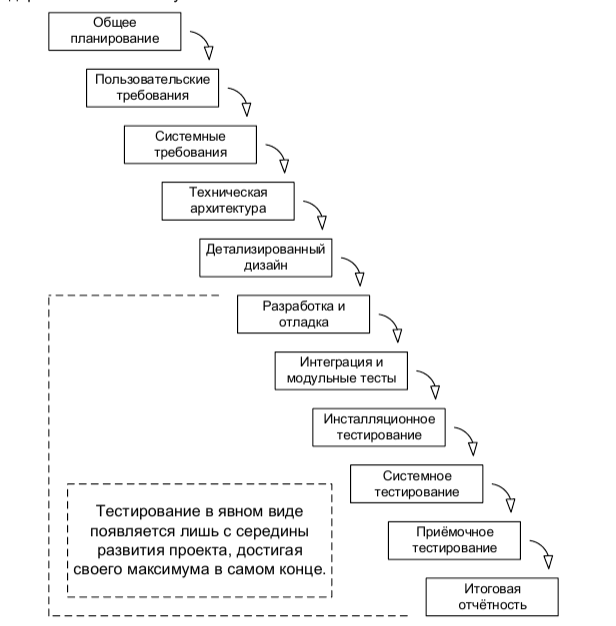 Общее
планирование
Пользовательские
требования
Системные
требования
Техническая
архитектура
Детализированный
дизайн
Разработка и
отладка
Интеграция и
модульные тесты
Инсталляционное
тестирование
Системное
тестирование
Тестирование в явном виде
появляется лишь с середины
развития проекта, достигая
своего максимума в самом конце.
Приёмочное
тестирование
Итоговая
отчётность